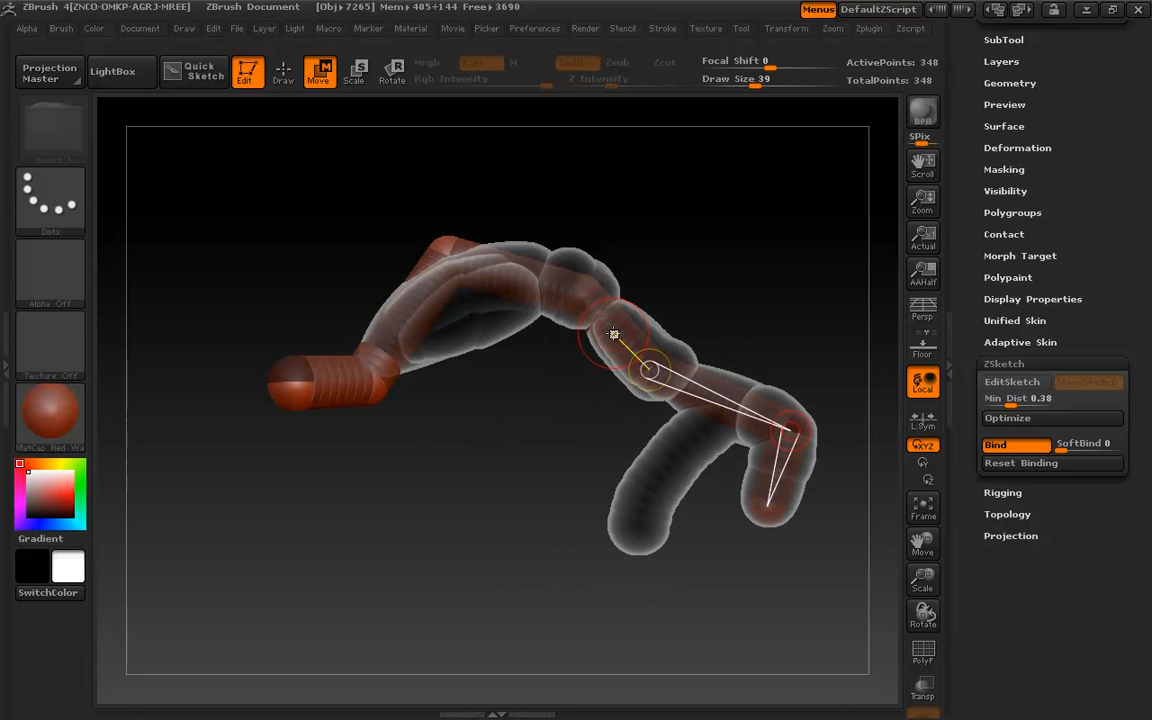 ZBrush 4[ZNCO-OMKP-AGRJ-MREE] ZBrush Document [Obj▸7265] Mem▸405+144 Free▸3690 Menus DefaultZScript
Alpha Brush Color Document Draw Edit File Layer Light Macro Marker Material Movie Picker Preferences Render Stencil Stroke Texture Tool Transform Zoom Zplugin Zscript
Projection Master
LightBox
Quick Sketch
Edit
Draw
Move
Scale
Rotate
Mrgb Rgb M Zadd Zsub Zcut
Rgb Intensity Z Intensity
Focal Shift 0
Draw Size 39
ActivePoints: 348
TotalPoints: 348
Dots
Alpha Off
Texture Off
MatCap Red Wa
Gradient
SwitchColor
BPR
SPix
Scroll
Zoom
Actual
AAHalf
Persp
Floor
Local
L.Sym
XYZ
Frame
Move
Scale
Rotate
PolyF
Transp
SubTool
Layers
Geometry
Preview
Surface
Deformation
Masking
Visibility
Polygroups
Contact
Morph Target
Polypaint
Display Properties
Unified Skin
Adaptive Skin
ZSketch
EditSketch ShowSketch
Min Dist 0.38
Optimize
Bind SoftBind 0
Reset Binding
Rigging
Topology
Projection